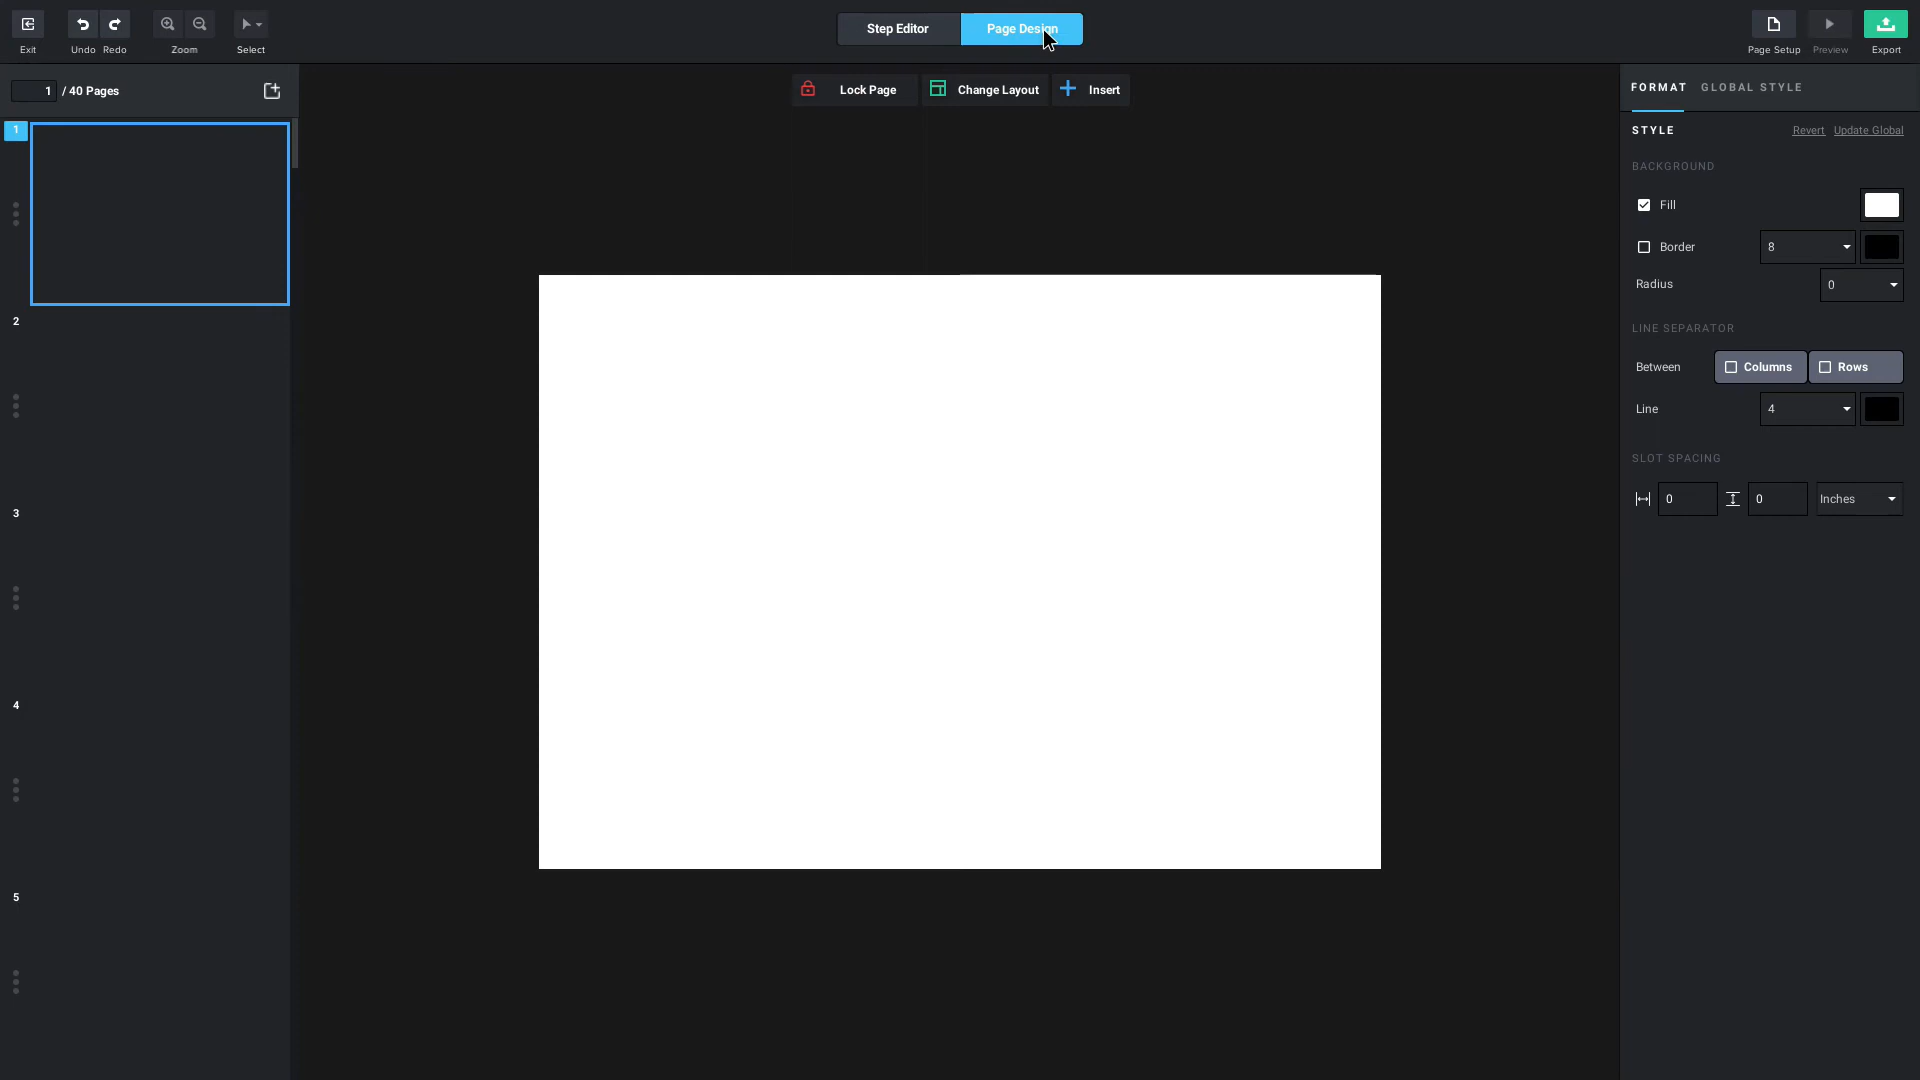 Exit
Undo
Redo
Zoom
Select
Step Editor
Page Design
Page Setup
Preview
Export
1 / 40 Pages
Lock Page
Change Layout
Insert
1
2
3
4
5
FORMAT
GLOBAL STYLE
STYLE
Revert
Update Global
BACKGROUND
Fill
Border
8
Radius
0
LINE SEPARATOR
Between
Columns
Rows
Line
4
SLOT SPACING
0
0
Inches